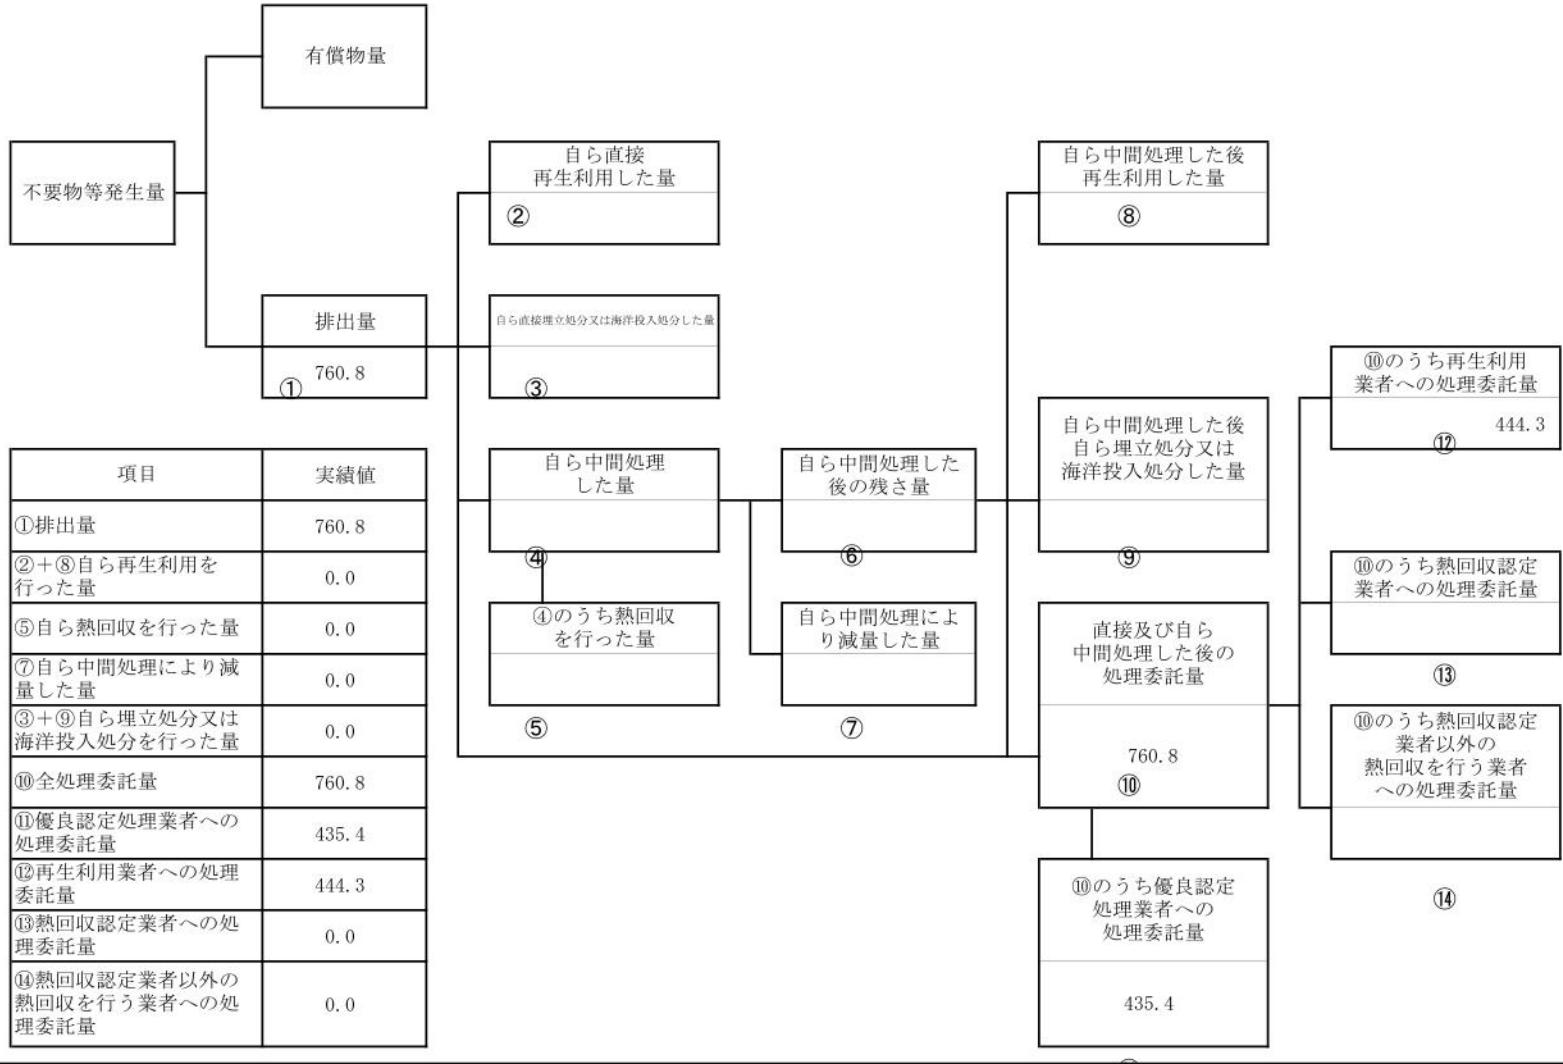 有償物量
不要物等発生量
自ら直接
再生利用した量
②
自ら中間処理した後
再生利用した量
⑧
排出量
760.8
①
自ら直接埋立処分又は海洋投入処分した量
③
⑩のうち再生利用
業者への処理委託量
444.3
⑫
自ら中間処理した後
自ら埋立処分又は
海洋投入処分した量
⑨
自ら中間処理
した量
④
自ら中間処理した
後の残さ量
⑥
⑩のうち熱回収認定
業者への処理委託量
⑬
④のうち熱回収
を行った量
⑤
自ら中間処理によ
り減量した量
⑦
直接及び自ら
中間処理した後の
処理委託量
760.8
⑩
⑩のうち熱回収認定
業者以外の
熱回収を行う業者
への処理委託量
⑭
⑩のうち優良認定
処理業者への
処理委託量
435.4
項目
実績値
①排出量
760.8
②+⑧自ら再生利用を
行った量
0.0
⑤自ら熱回収を行った量
0.0
⑦自ら中間処理により減
量した量
0.0
③+⑨自ら埋立処分又は
海洋投入処分を行った量
0.0
⑩全処理委託量
760.8
⑪優良認定処理業者への
処理委託量
435.4
⑫再生利用業者への処理
委託量
444.3
⑬熱回収認定業者への処
理委託量
0.0
⑭熱回収認定業者以外の
熱回収を行う業者への処
理委託量
0.0